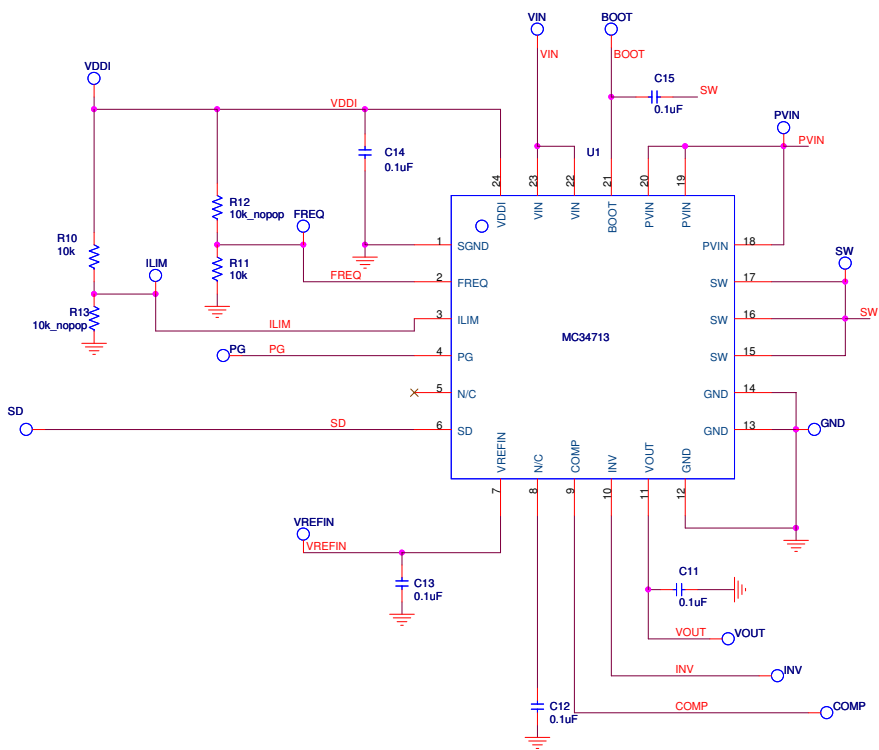 VIN
BOOT
VIN
BOOT
VDDI
C15
SW
0.1uF
VDDI
PVIN
PVIN
U1
C14
0.1uF
24
23
22
21
20
19
VDDI
VIN
VIN
BOOT
PVIN
PVIN
R12
10k_nopop
FREQ
R10
10k
1
SGND
PVIN
18
SW
R11
10k
ILIM
FREQ
2
FREQ
SW
17
R13
10k_nopop
ILIM
3
ILIM
SW
16
SW
MC34713
PG
PG
4
PG
SW
15
5
N/C
GND
14
SD
SD
6
SD
GND
13
GND
VREFIN
N/C
COMP
INV
VOUT
GND
7
8
9
10
11
12
VREFIN
VREFIN
C13
0.1uF
C11
0.1uF
VOUT
VOUT
INV
INV
C12
0.1uF
COMP
COMP